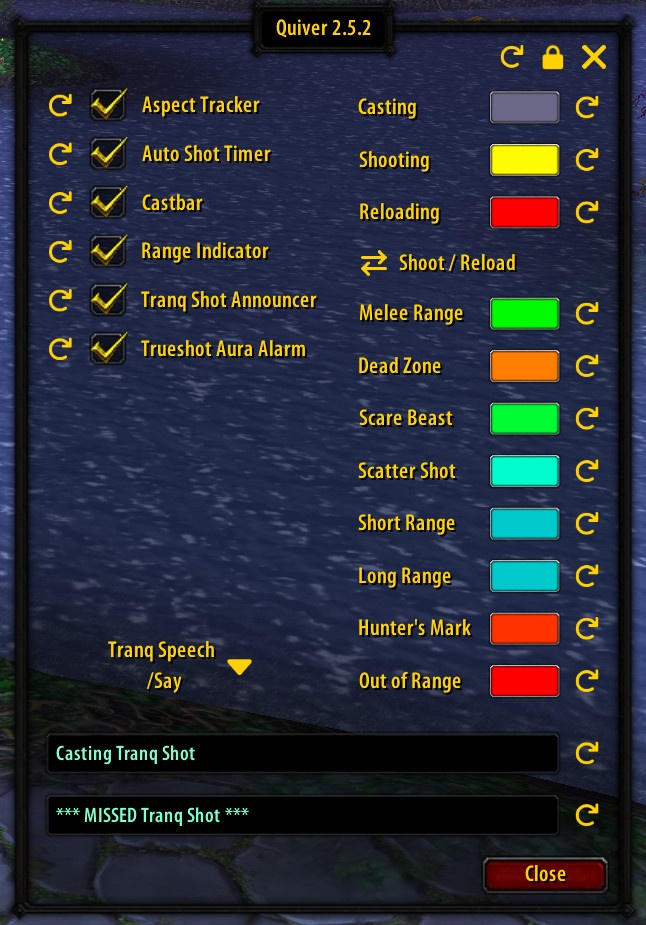 Quiver 2.5.2
Aspect Tracker
Auto Shot Timer
Castbar
Range Indicator
Tranq Shot Announcer
Trueshot Aura Alarm
Casting
Shooting
Reloading
Shoot / Reload
Melee Range
Dead Zone
Scare Beast
Scatter Shot
Short Range
Long Range
Hunter's Mark
Out of Range
Tranq Speech
/Say
Casting Tranq Shot
*** MISSED Tranq Shot ***
Close